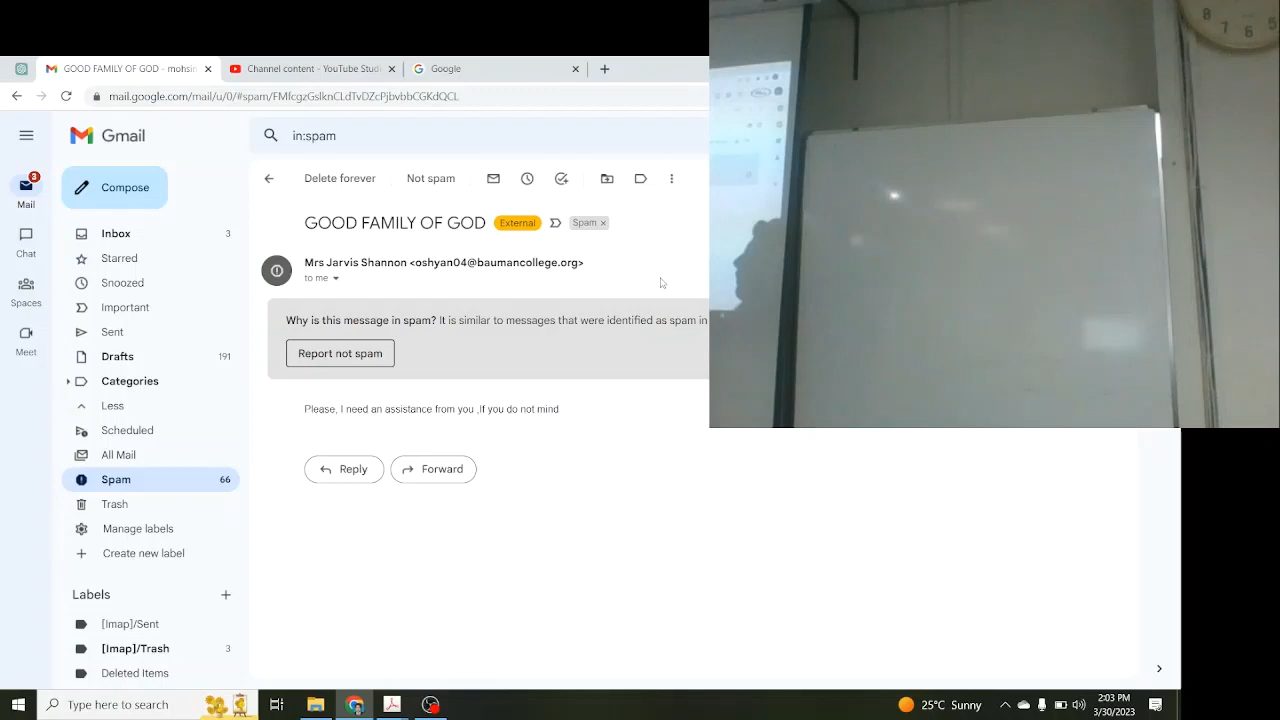 GOOD FAMILY OF GOD - mohsin
Channel content - YouTube Stud
Google
mail.google.com/mail/u/0/#spam/FMfcgzGslknCLdTvDZcPjbvbbCGKdQCL
Gmail
in:spam
3
Mail
Chat
Spaces
Meet
Compose
Inbox 3
Starred
Snoozed
Important
Sent
Drafts 191
Categories
Less
Scheduled
All Mail
Spam 66
Trash
Manage labels
Create new label
Labels
[Imap]/Sent
[Imap]/Trash 3
Deleted Items
Delete forever Not spam
GOOD FAMILY OF GOD External Spam x
Mrs Jarvis Shannon <oshyan04@baumancollege.org>
to me
Why is this message in spam? It is similar to messages that were identified as spam in
Report not spam
Please, I need an assistance from you ,If you do not mind
Reply Forward
8 7 6 5
Type here to search
25°C Sunny
2:03 PM
3/30/2023